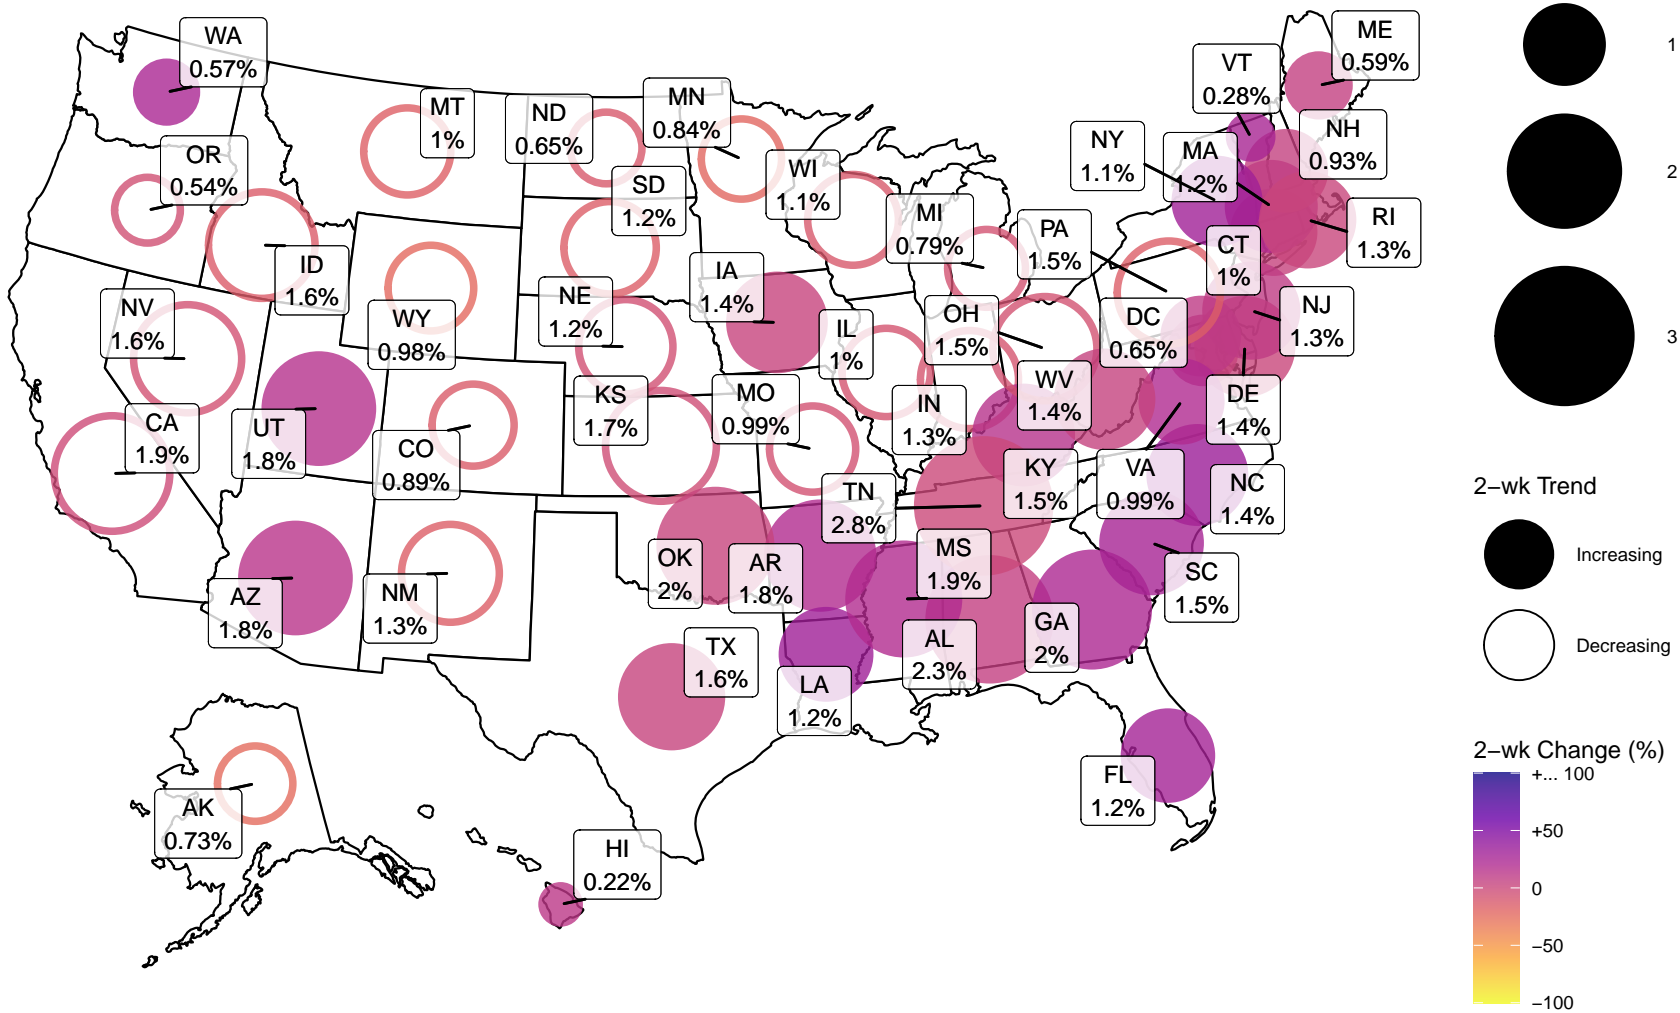 WA
0.57%
OR
0.54%
MT
1%
ND
0.65%
MN
0.84%
SD
1.2%
WI
1.1%
MI
0.79%
NY
1.1%
VT
0.28%
ME
0.59%
NH
0.93%
MA
1.2%
RI
1.3%
CT
1%
PA
1.5%
NJ
1.3%
DC
0.65%
DE
1.4%
OH
1.5%
WV
1.4%
IN
1.3%
IL
1%
IA
1.4%
NE
1.2%
WY
0.98%
ID
1.6%
NV
1.6%
CA
1.9%
UT
1.8%
CO
0.89%
KS
1.7%
MO
0.99%
KY
1.5%
VA
0.99%
NC
1.4%
TN
2.8%
SC
1.5%
MS
1.9%
AL
2.3%
GA
2%
AR
1.8%
OK
2%
NM
1.3%
AZ
1.8%
TX
1.6%
LA
1.2%
FL
1.2%
AK
0.73%
HI
0.22%
1
2
3
2−wk Trend
Increasing
Decreasing
2−wk Change (%)
+... 100
+50
0
−50
−100